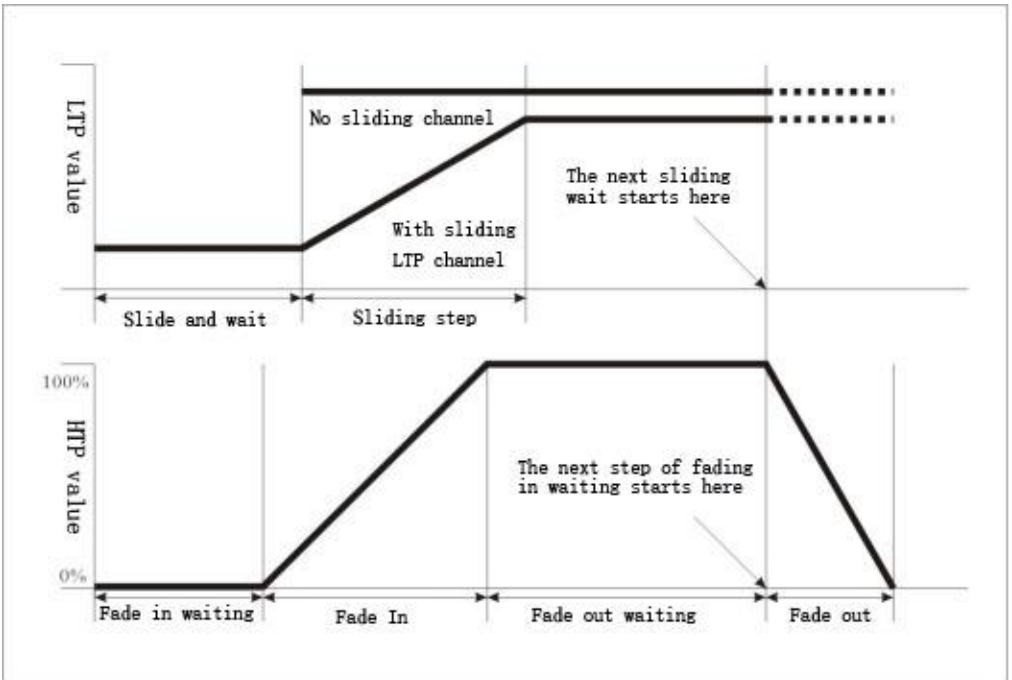 LTP value
No sliding channel
The next sliding
wait starts here
With sliding
LTP channel
Slide and wait
Sliding step
100%
HTP value
The next step of fading
in waiting starts here
0%
Fade in waiting
Fade In
Fade out waiting
Fade out